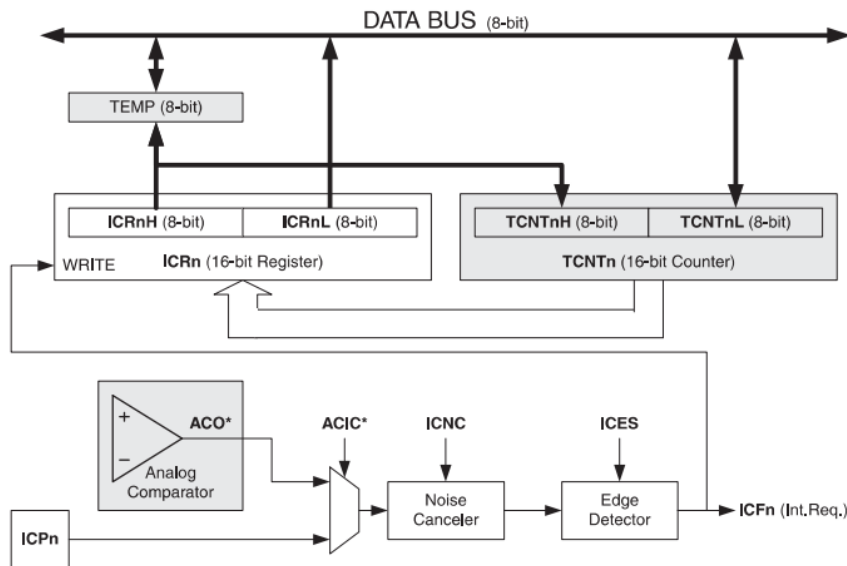 DATA BUS (8-bit)
TEMP (8-bit)
ICRnH (8-bit) ICRnL (8-bit) TCNTnH (8-bit) TCNTnL (8-bit)
WRITE ICRn (16-bit Register) TCNTn (16-bit Counter)
+
−
ACO*
Analog
Comparator
ACIC* ICNC ICES
Noise
Canceler
Edge
Detector
ICFn (Int.Req.)
ICPn